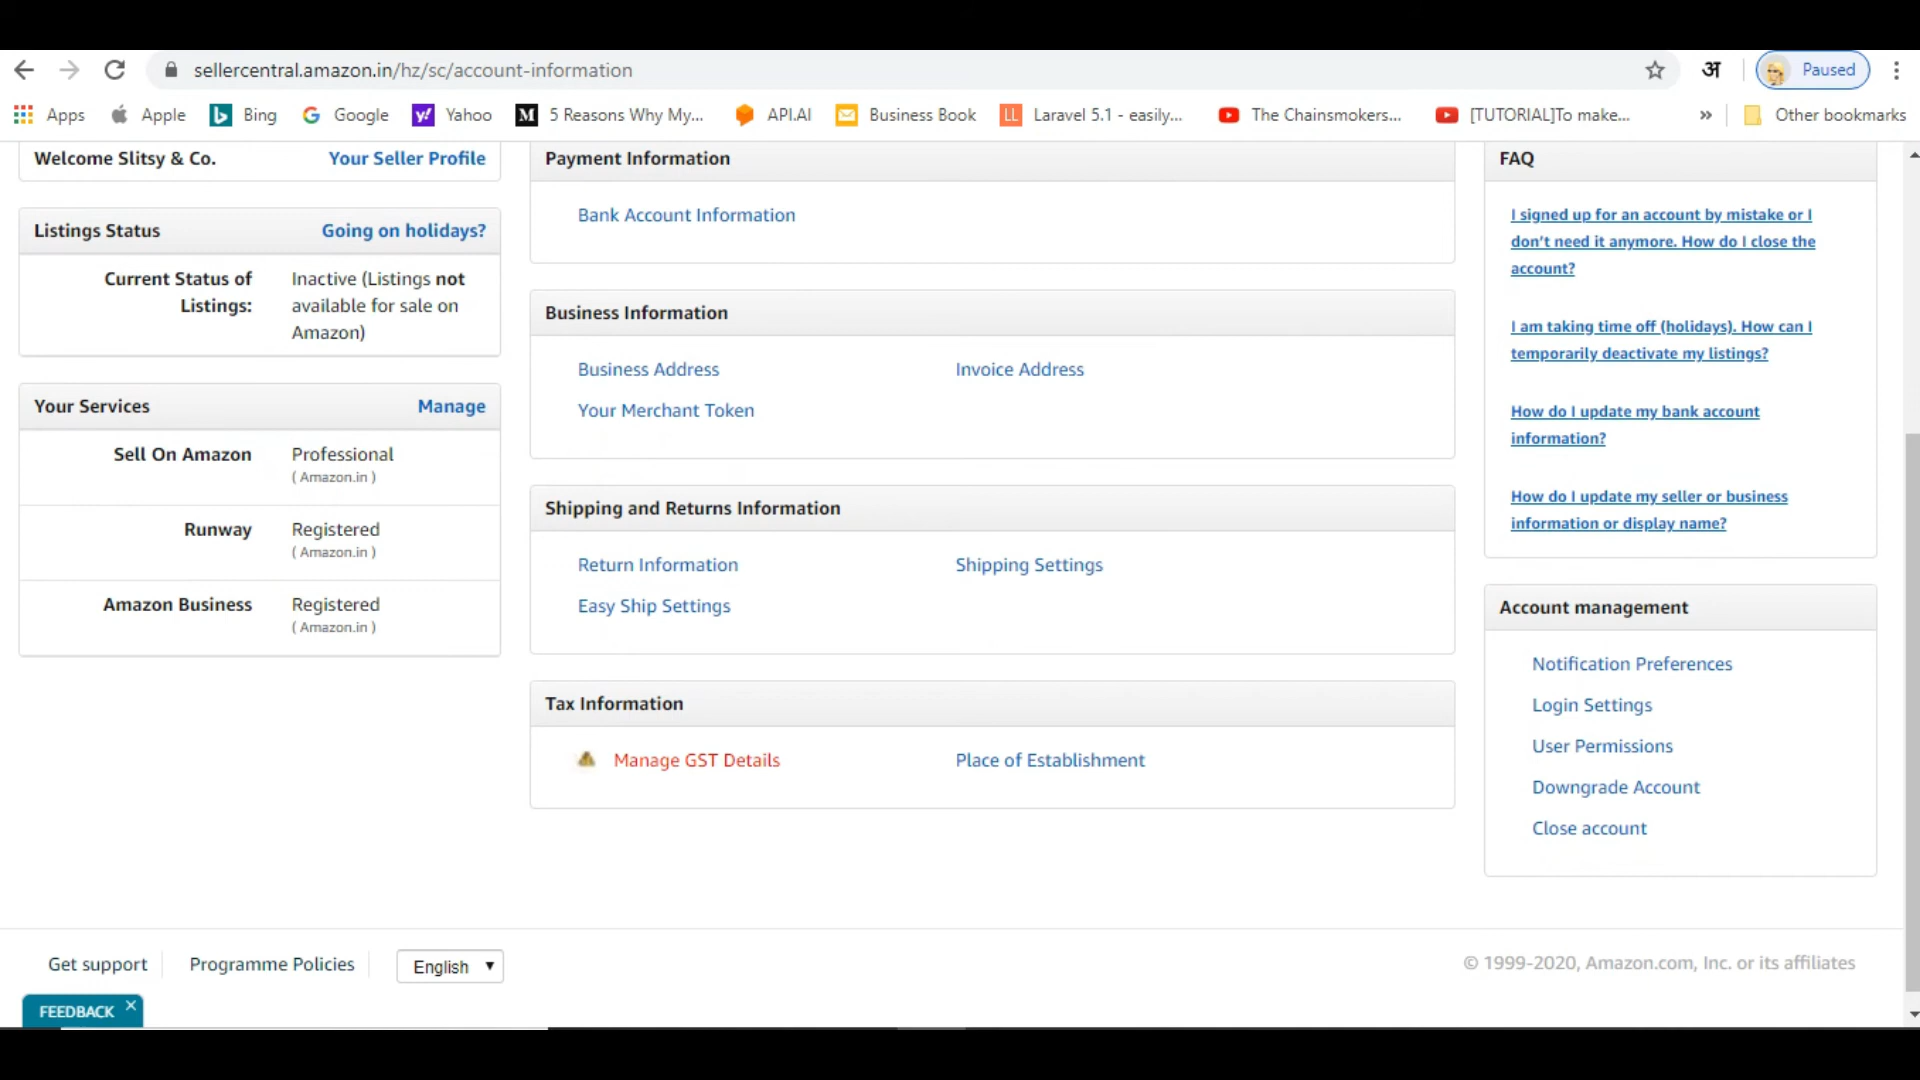 sellercentral.amazon.in/hz/sc/account-information
अ
Paused
Apps
Apple
Bing
Google
Yahoo
5 Reasons Why My...
API.AI
Business Book
Laravel 5.1 - easily...
The Chainsmokers...
[TUTORIAL]To make...
»
Other bookmarks
Welcome Slitsy & Co.
Your Seller Profile
Listings Status
Going on holidays?
Current Status of
Listings:
Inactive (Listings not
available for sale on
Amazon)
Your Services
Manage
Sell On Amazon
Professional
( Amazon.in )
Runway
Registered
( Amazon.in )
Amazon Business
Registered
( Amazon.in )
Payment Information
Bank Account Information
Business Information
Business Address
Invoice Address
Your Merchant Token
Shipping and Returns Information
Return Information
Shipping Settings
Easy Ship Settings
Tax Information
Manage GST Details
Place of Establishment
FAQ
I signed up for an account by mistake or I
don't need it anymore. How do I close the
account?
I am taking time off (holidays). How can I
temporarily deactivate my listings?
How do I update my bank account
information?
How do I update my seller or business
information or display name?
Account management
Notification Preferences
Login Settings
User Permissions
Downgrade Account
Close account
Get support
Programme Policies
English
© 1999-2020, Amazon.com, Inc. or its affiliates
FEEDBACK